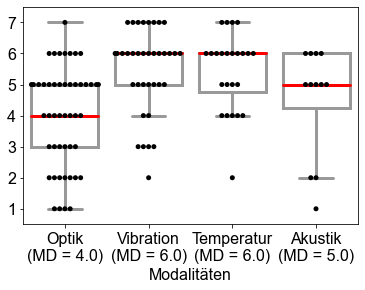 7
6
5
4
3
2
1
Optik Vibration Temperatur Akustik
(MD = 4.0) (MD = 6.0) (MD = 6.0) (MD = 5.0)
Modalitäten